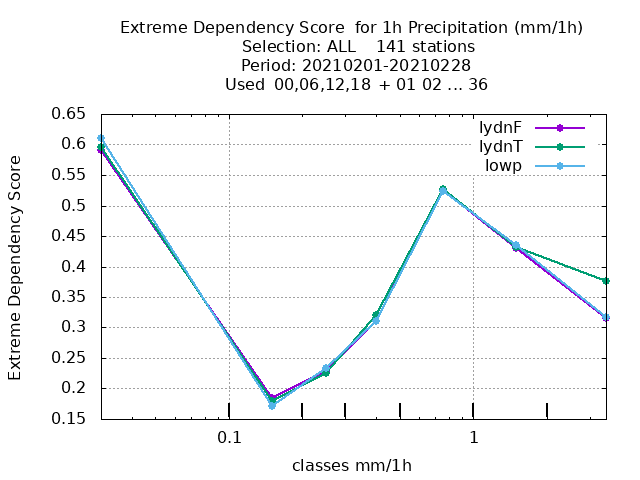 Extreme Dependency Score  for 1h Precipitation (mm/1h)
Selection: ALL    141 stations
Period: 20210201-20210228
Used  00,06,12,18 + 01 02 ... 36
lydnF
lydnT
lowp
Extreme Dependency Score
0.65
0.6
0.55
0.5
0.45
0.4
0.35
0.3
0.25
0.2
0.15
0.1
1
classes mm/1h